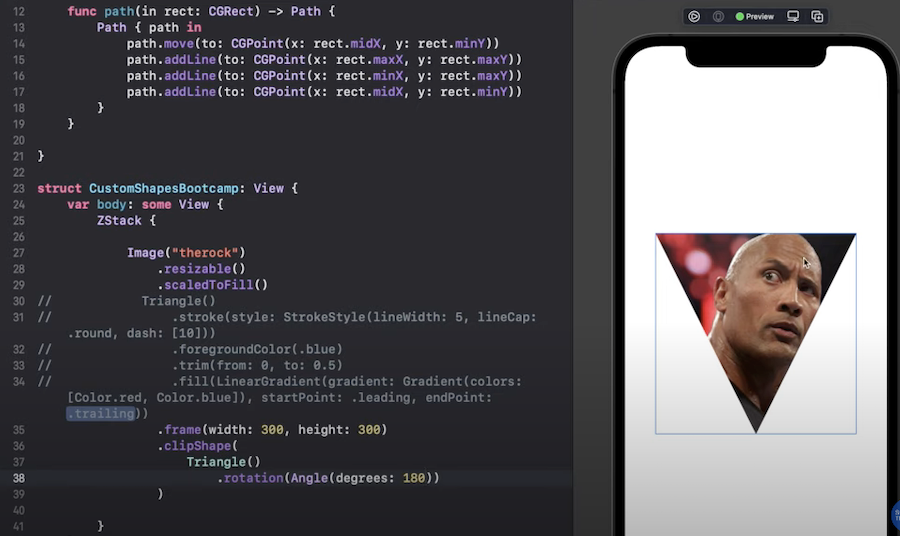 12 func path(in rect: CGRect) -> Path {
13 Path { path in
14 path.move(to: CGPoint(x: rect.midX, y: rect.minY))
15 path.addLine(to: CGPoint(x: rect.maxX, y: rect.maxY))
16 path.addLine(to: CGPoint(x: rect.minX, y: rect.maxY))
17 path.addLine(to: CGPoint(x: rect.midX, y: rect.minY))
18 }
19 }
20
21 }
22
23 struct CustomShapesBootcamp: View {
24 var body: some View {
25 ZStack {
26
27 Image("therock")
28 .resizable()
29 .scaledToFill()
30 // Triangle()
31 // .stroke(style: StrokeStyle(lineWidth: 5, lineCap:
.round, dash: [10]))
32 // .foregroundColor(.blue)
33 // .trim(from: 0, to: 0.5)
34 // .fill(LinearGradient(gradient: Gradient(colors:
[Color.red, Color.blue]), startPoint: .leading, endPoint:
.trailing))
35 .frame(width: 300, height: 300)
36 .clipShape(
37 Triangle()
38 .rotation(Angle(degrees: 180))
39 )
40
41 }
Preview